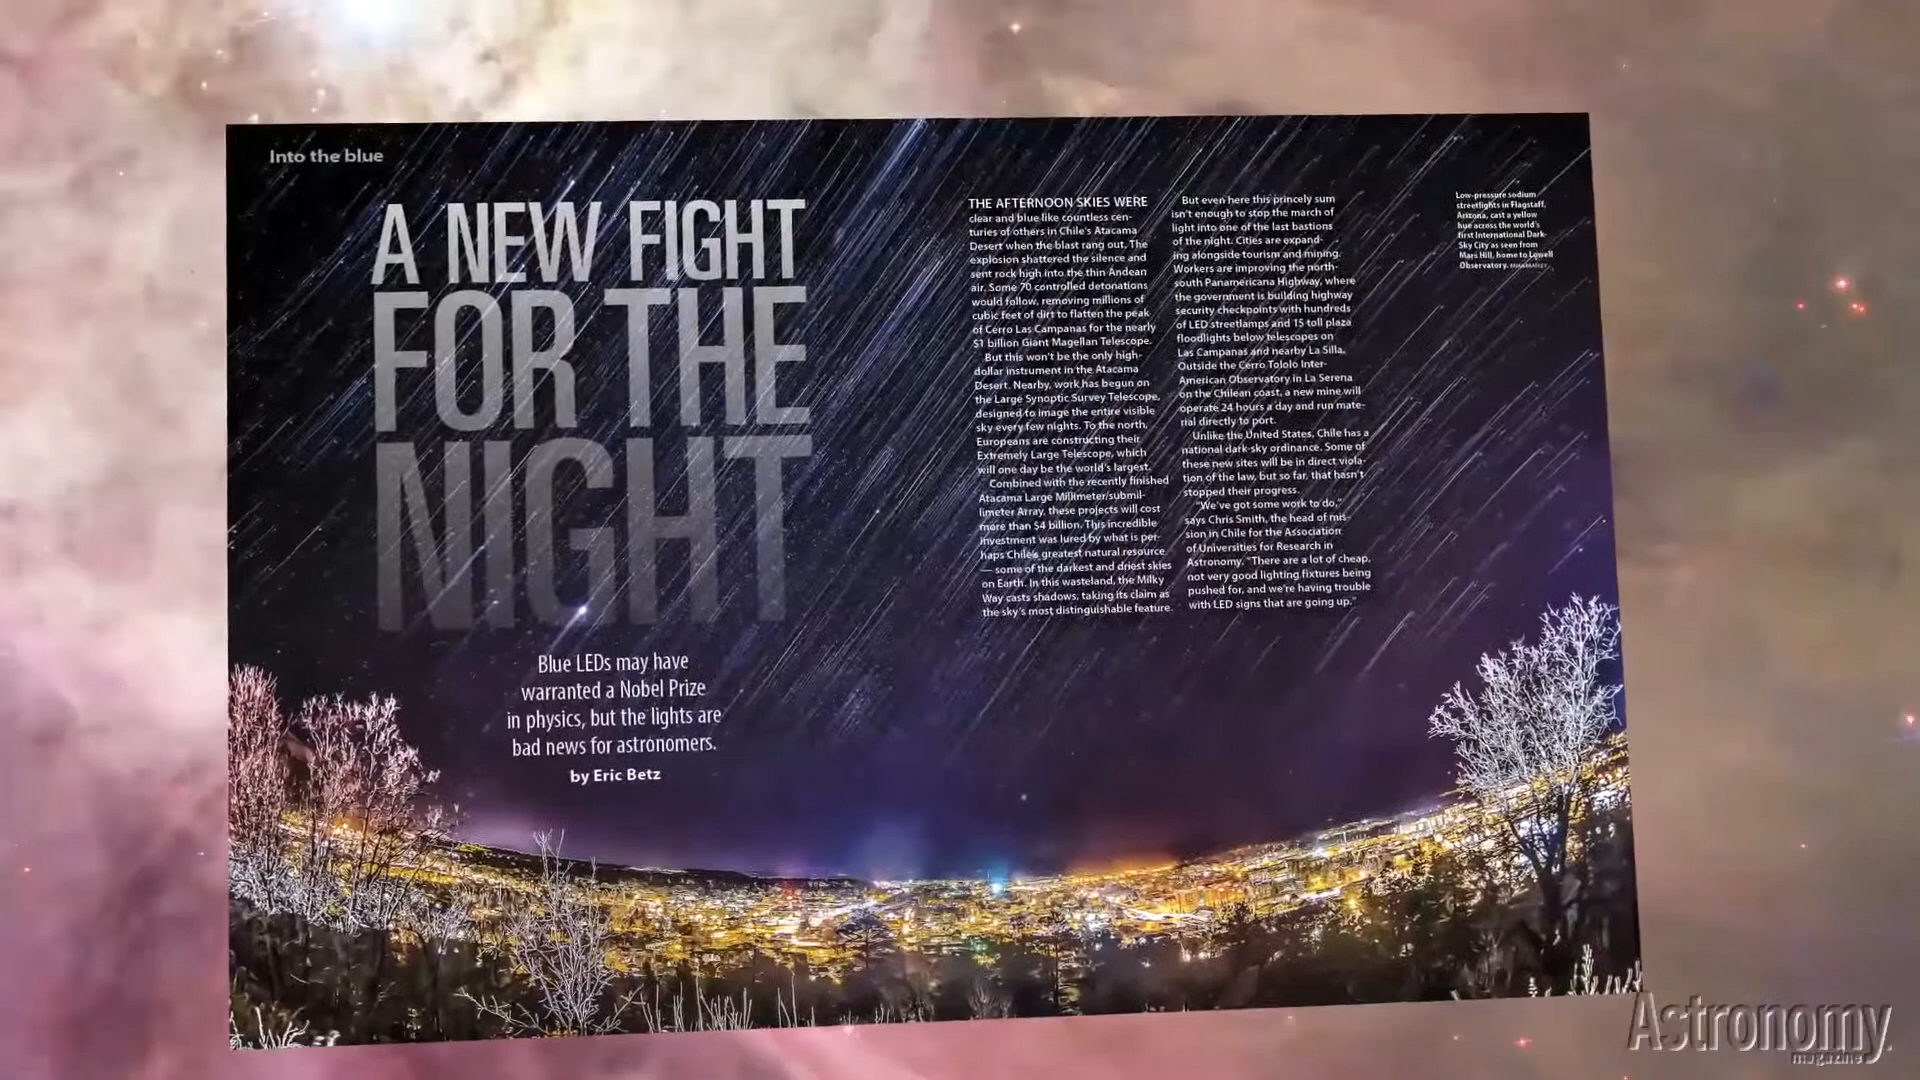 Into the blue
A NEW FIGHT
FOR THE
NIGHT
Blue LEDs may have
warranted a Nobel Prize
in physics, but the lights are
bad news for astronomers.
by Eric Betz
THE AFTERNOON SKIES WERE
clear and blue like countless cen-
turies of others in Chile's Atacama
Desert when the blast rang out. The
explosion shattered the silence and
sent rock high into the thin Andean
air. Some 70 controlled detonations
would follow, removing millions of
cubic feet of dirt to flatten the peak
of Cerro Las Campanas for the nearly
$1 billion Giant Magellan Telescope.
But this won't be the only high-
dollar instrument in the Atacama
Desert. Nearby, work has begun on
the Large Synoptic Survey Telescope,
designed to image the entire visible
sky every few nights. To the north,
Europeans are constructing their
Extremely Large Telescope, which
will one day be the world's largest.
Combined with the recently finished
Atacama Large Millimeter/submil-
limeter Array, these projects will cost
more than $4 billion. This incredible
investment was lured by what is per-
haps Chile's greatest natural resource
— some of the darkest and driest skies
on Earth. In this wasteland, the Milky
Way casts shadows, taking its claim as
the sky's most distinguishable feature.
But even here this princely sum
isn't enough to stop the march of
light into one of the last bastions
of the night. Cities are expand-
ing alongside tourism and mining.
Workers are improving the north-
south Panamericana Highway, where
the government is building highway
security checkpoints with hundreds
of LED streetlamps and 15 toll plaza
floodlights below telescopes on
Las Campanas and nearby La Silla.
Outside the Cerro Tololo Inter-
American Observatory in La Serena
on the Chilean coast, a new mine will
operate 24 hours a day and run mate-
rial directly to port.
Unlike the United States, Chile has a
national dark-sky ordinance. Some of
these new sites will be in direct viola-
tion of the law, but so far, that hasn't
stopped their progress.
"We've got some work to do,"
says Chris Smith, the head of mis-
sion in Chile for the Association
of Universities for Research in
Astronomy. "There are a lot of cheap,
not very good lighting fixtures being
pushed for, and we're having trouble
with LED signs that are going up."
Low-pressure sodium
streetlights in Flagstaff,
Arizona, cast a yellow
hue across the world's
first International Dark-
Sky City as seen from
Mars Hill, home to Lowell
Observatory.
Astronomy
magazine